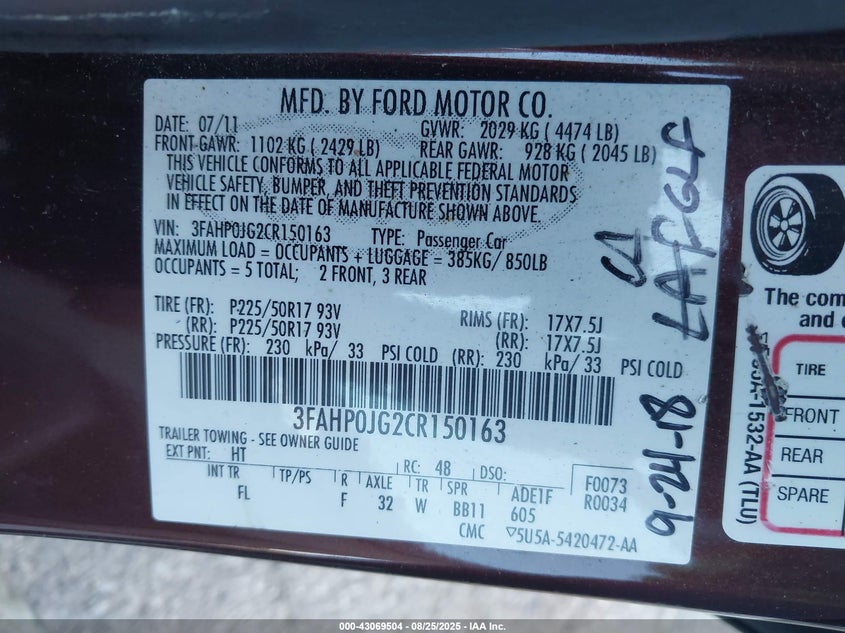 MFD. BY FORD MOTOR CO.
DATE: 07/11
GVWR: 2029 KG ( 4474 LB)
FRONT GAWR: 1102 KG ( 2429 LB)
REAR GAWR: 928 KG ( 2045 LB)
THIS VEHICLE CONFORMS TO ALL APPLICABLE FEDERAL MOTOR
VEHICLE SAFETY, BUMPER, AND THEFT PREVENTION STANDARDS
IN EFFECT ON THE DATE OF MANUFACTURE SHOWN ABOVE.
VIN: 3FAHP0JG2CR150163 TYPE: Passenger Car
MAXIMUM LOAD = OCCUPANTS + LUGGAGE = 385KG/ 850LB
OCCUPANTS = 5 TOTAL; 2 FRONT, 3 REAR
TIRE (FR): P225/50R17 93V RIMS (FR): 17X7.5J
(RR): P225/50R17 93V (RR): 17X7.5J
PRESSURE (FR): 230 kPa/ 33 PSI COLD (RR): 230 kPa/ 33 PSI COLD
3FAHP0JG2CR150163
TRAILER TOWING - SEE OWNER GUIDE
EXT PNT: HT RC: 48 DSO: F0073
INT TR TP/PS R AXLE TR SPR ADE1F R0034
FL F 32 W BB11 605
CMC ▽5U5A-5420472-AA
9-24-18
CA
The com
and
TIRE
FRONT
REAR
SPARE
1532-AA (TLU)
000-43069504 - 08/25/2025 - IAA Inc.